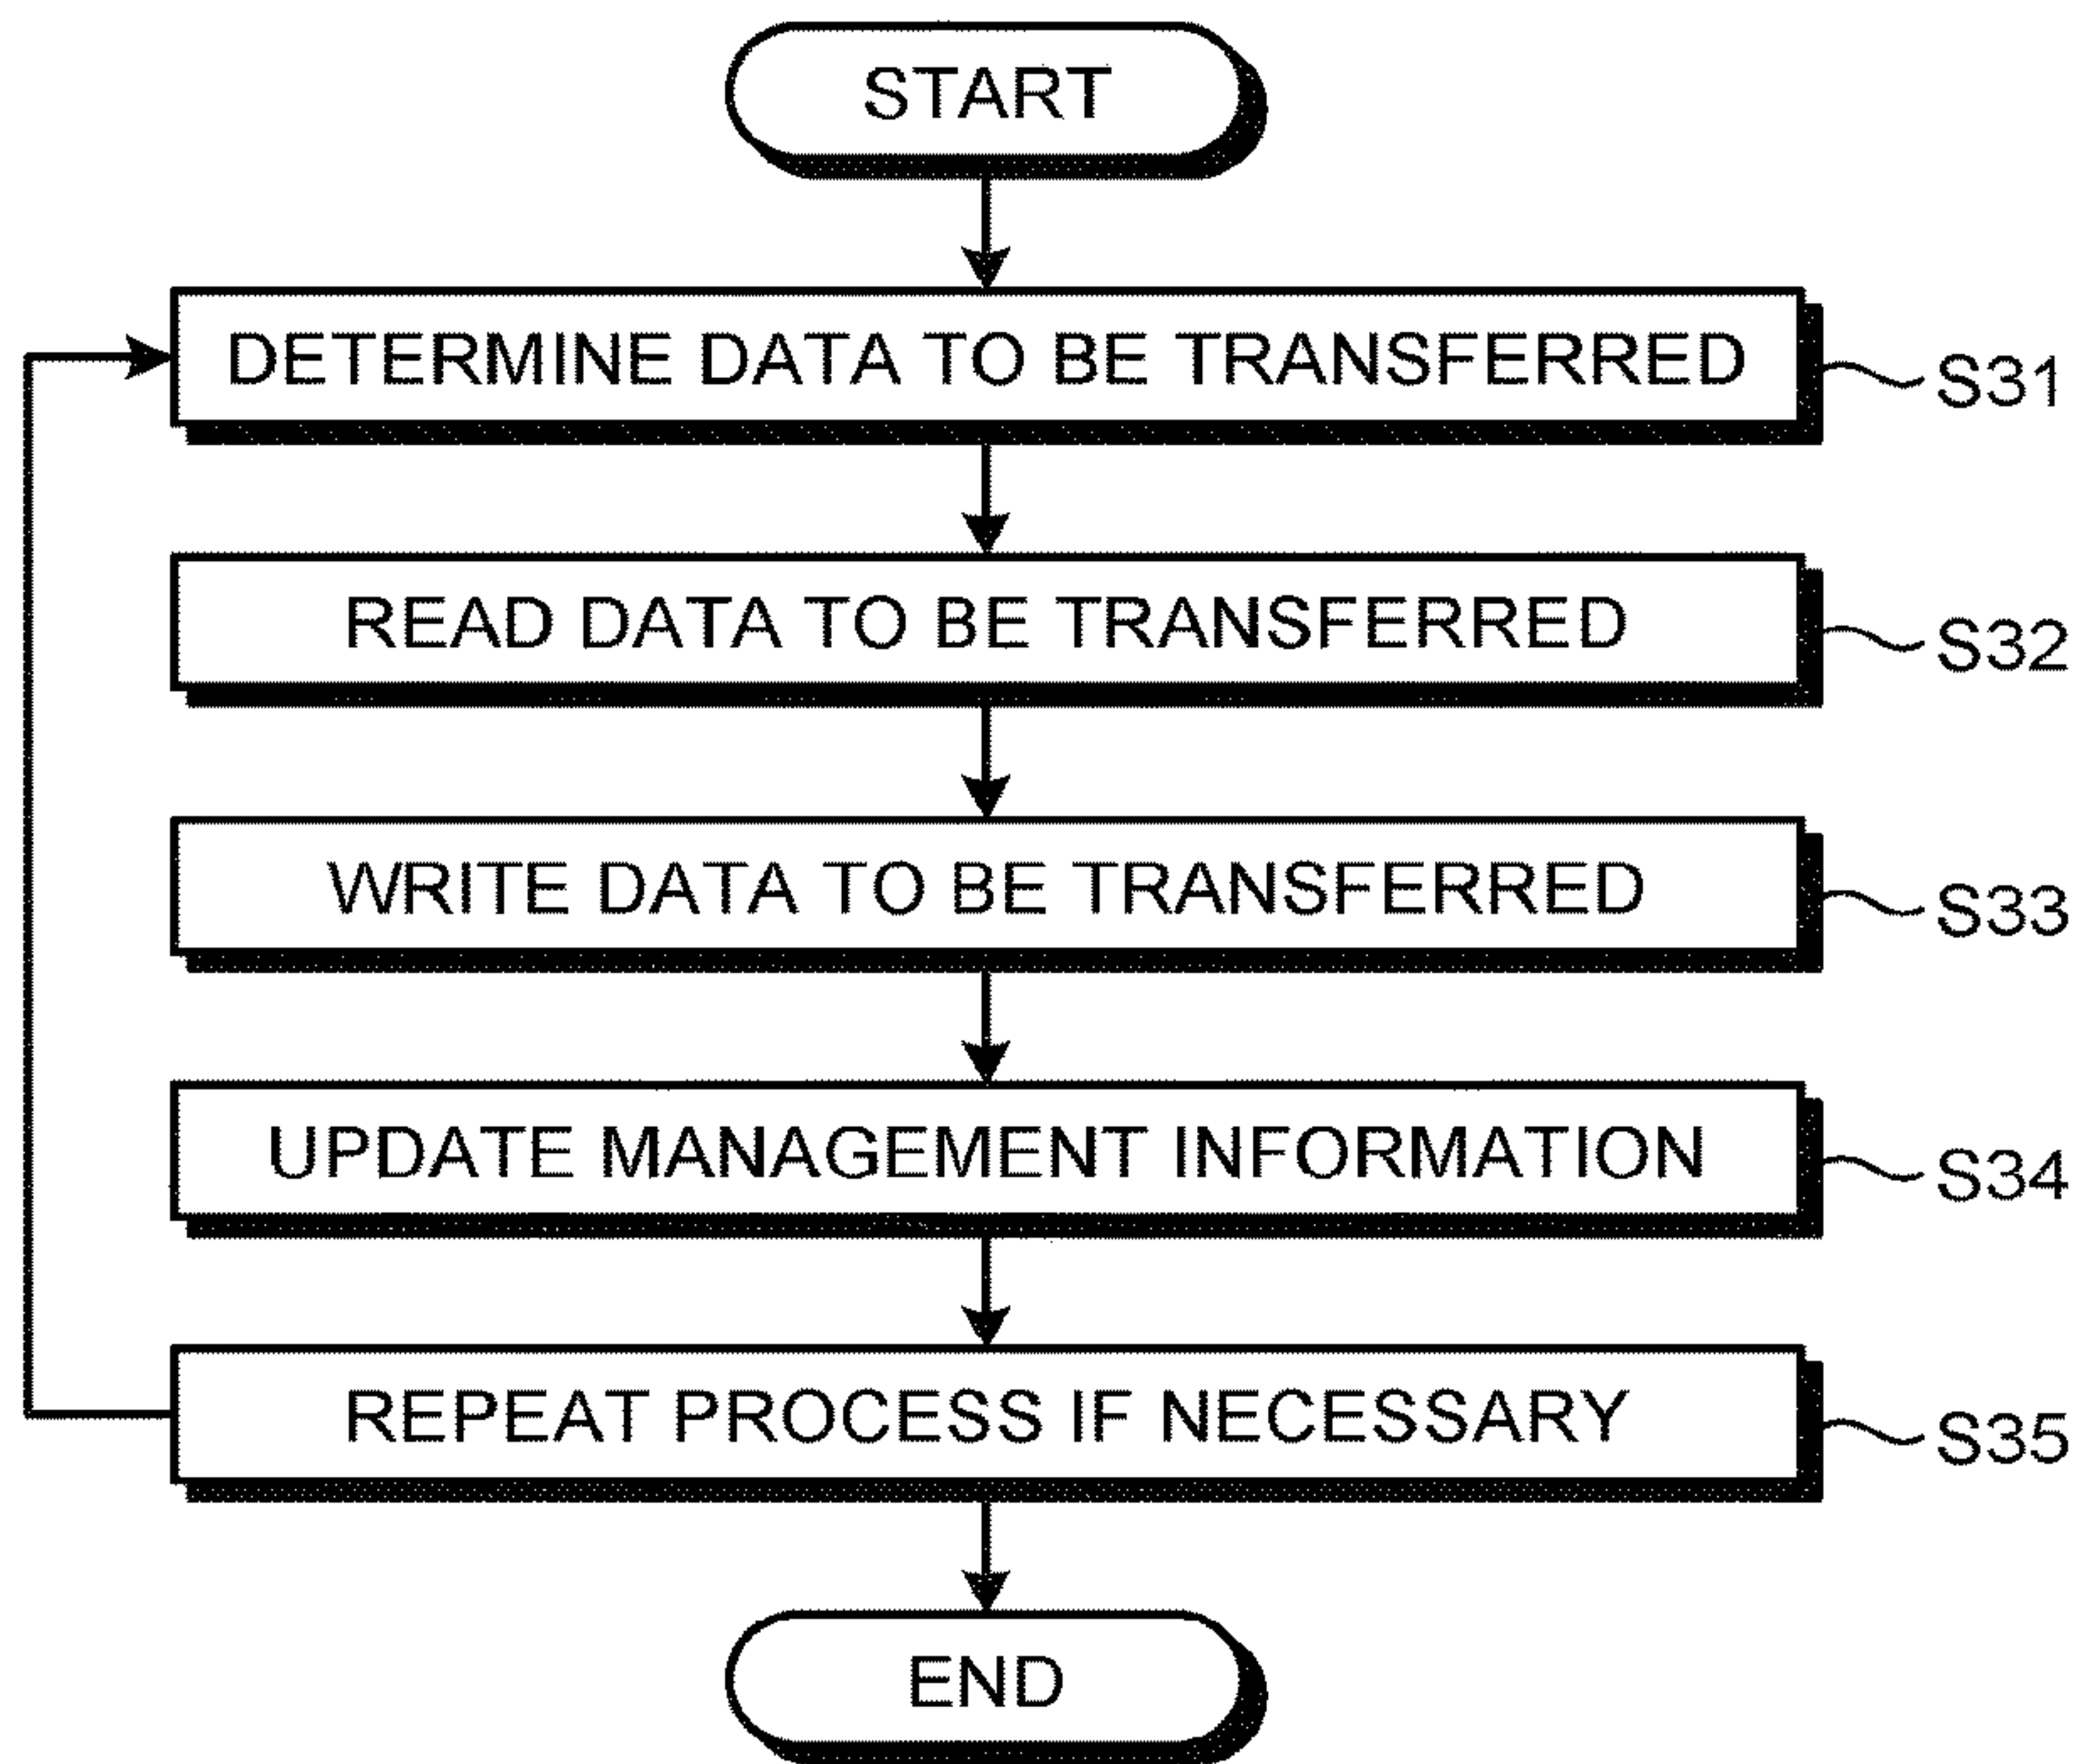 START
DETERMINE DATA TO BE TRANSFERRED
S31
READ DATA TO BE TRANSFERRED
S32
WRITE DATA TO BE TRANSFERRED
S33
UPDATE MANAGEMENT INFORMATION
S34
REPEAT PROCESS IF NECESSARY
S35
END